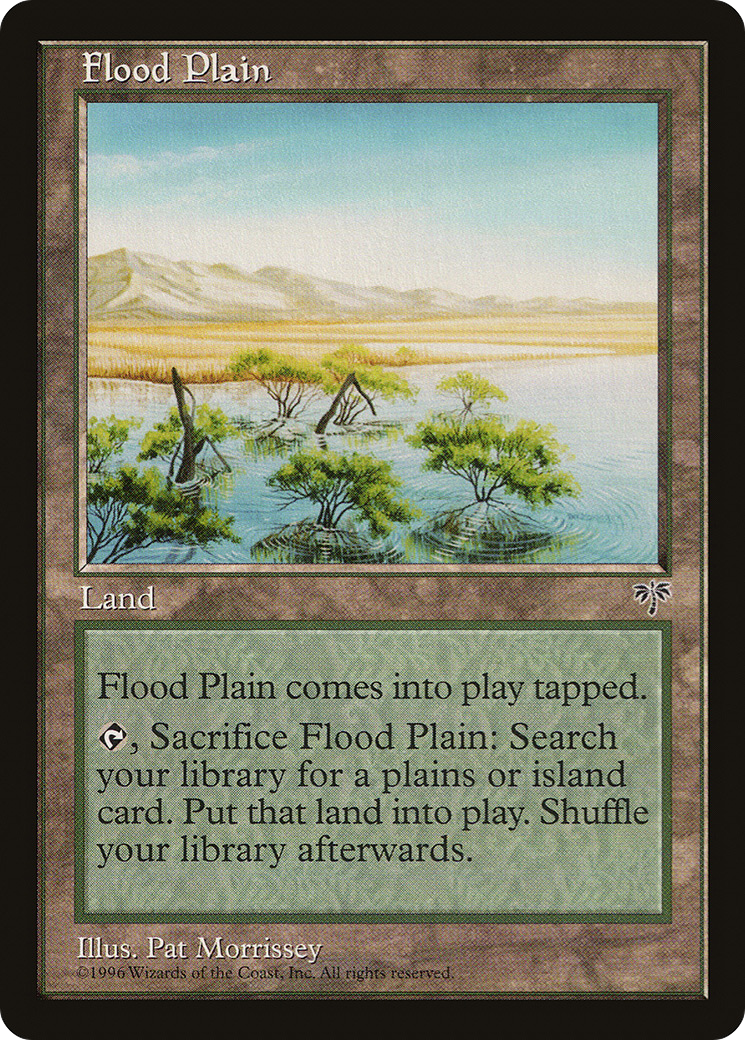 Flood Plain
Land
Flood Plain comes into play tapped.
, Sacrifice Flood Plain: Search
your library for a plains or island
card. Put that land into play. Shuffle
your library afterwards.
Illus. Pat Morrissey
©1996 Wizards of the Coast, Inc. All rights reserved.